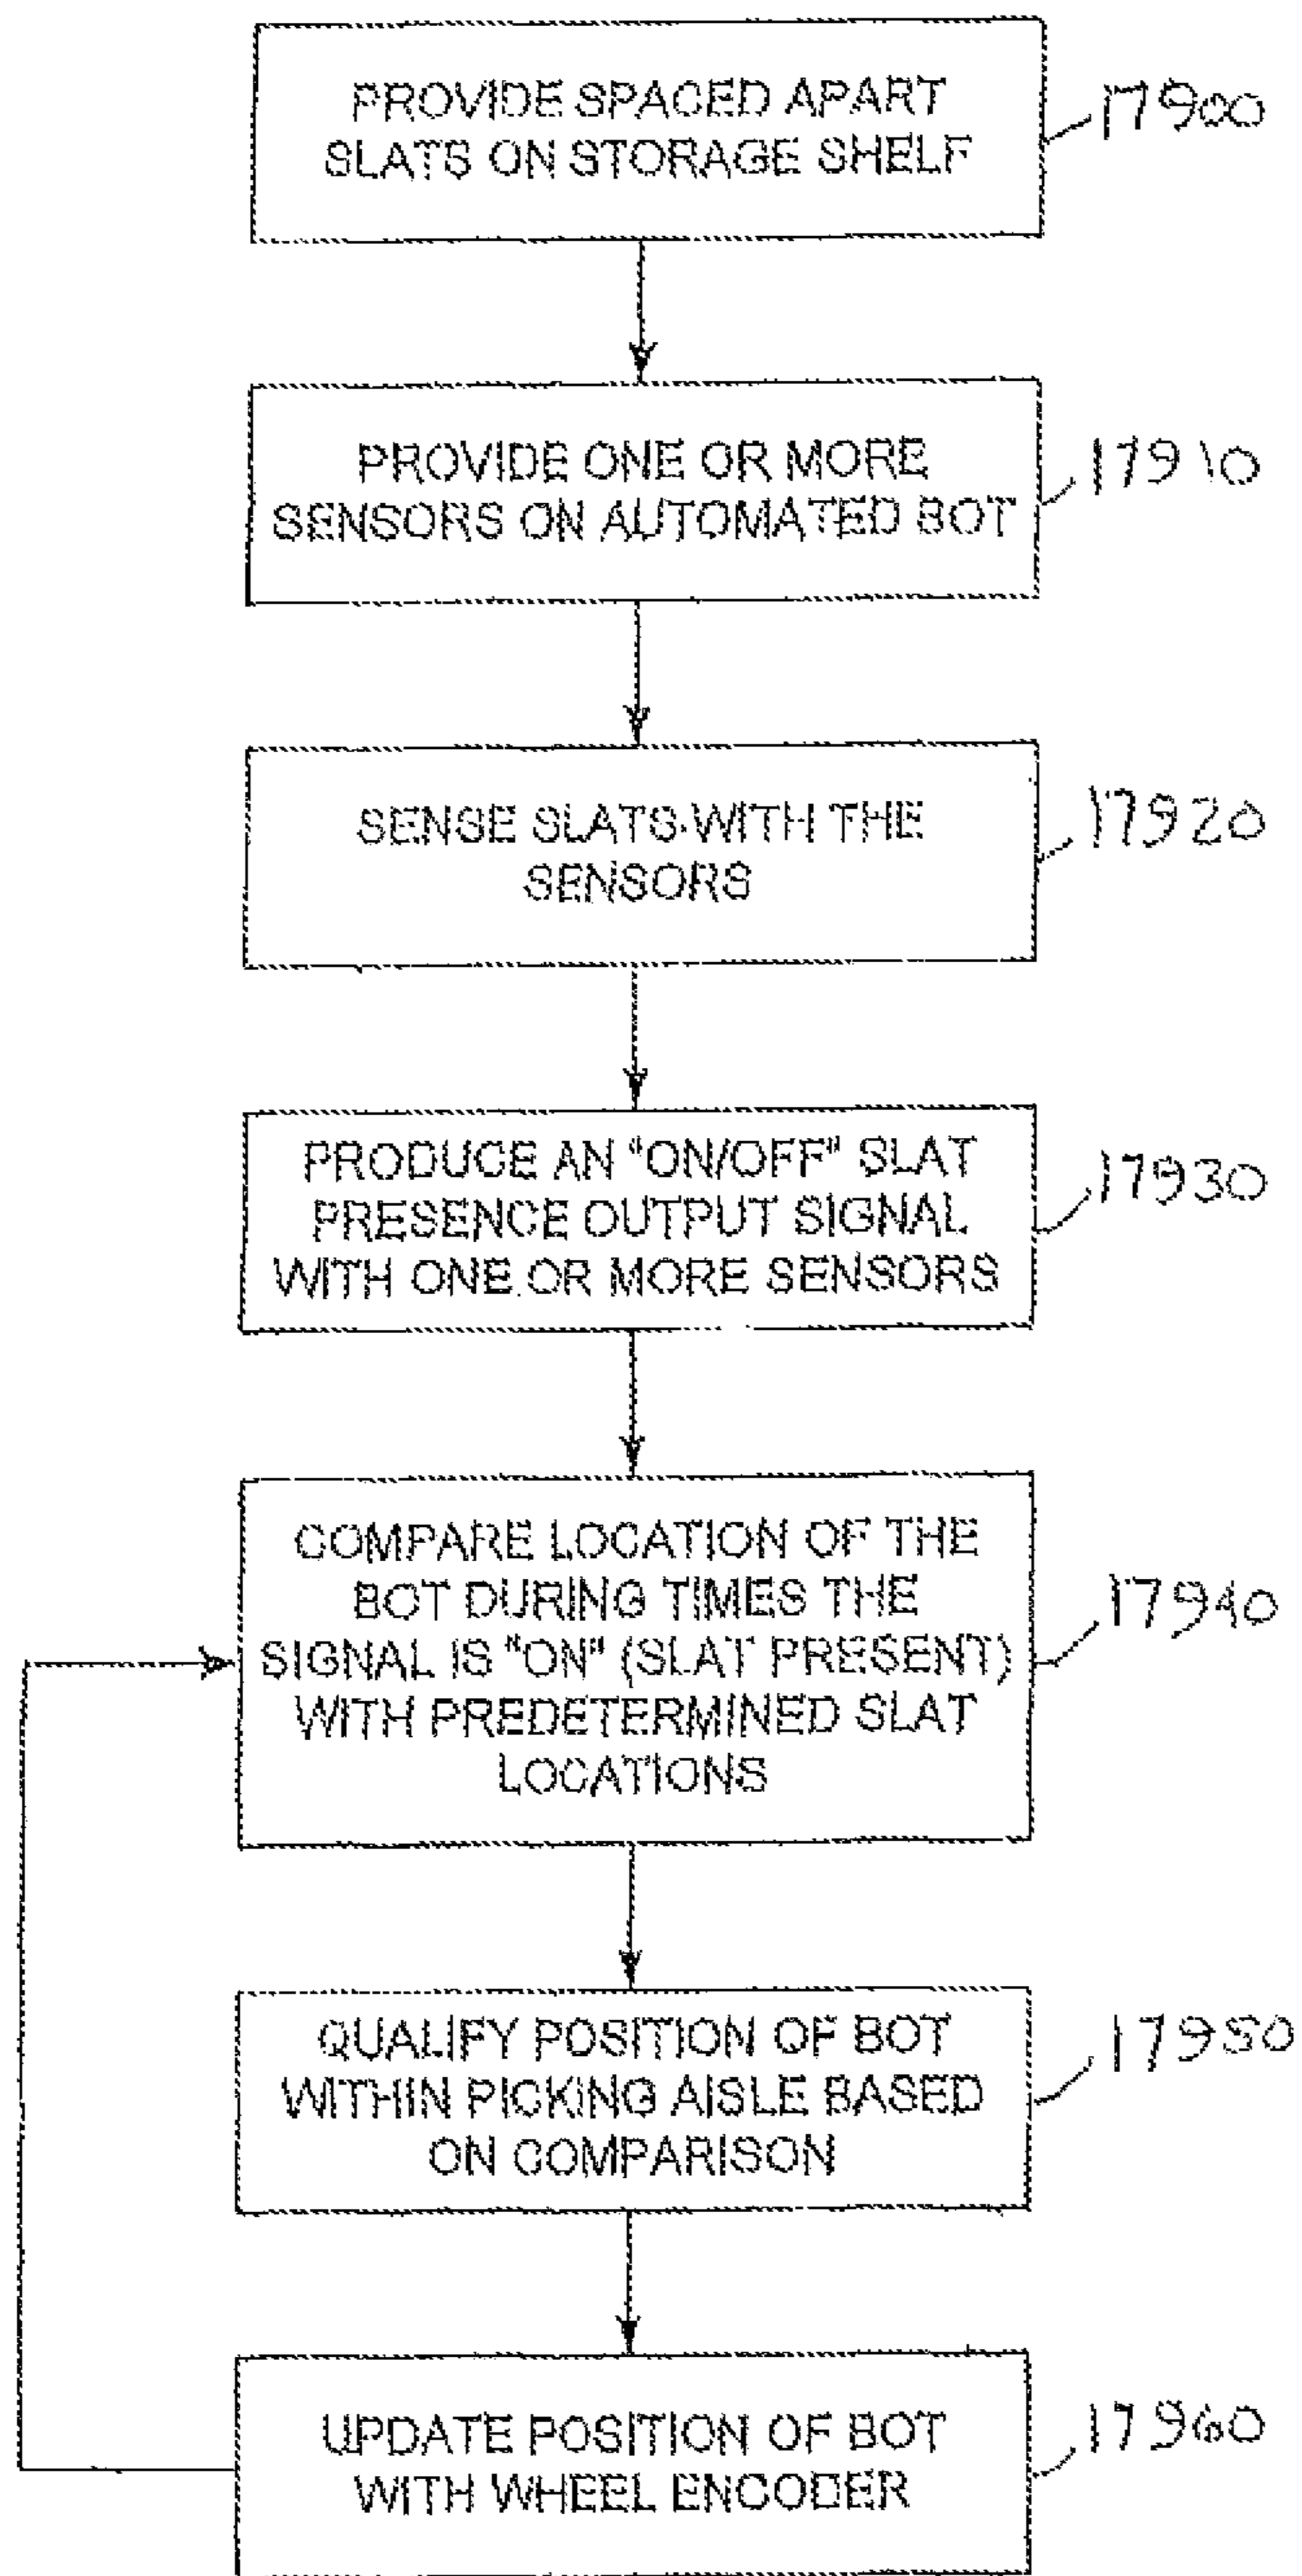 PROVIDE SPACED APART
SLATS ON STORAGE SHELF
17900
PROVIDE ONE OR MORE
SENSORS ON AUTOMATED BOT
17910
SENSE SLATS WITH THE
SENSORS
17920
PRODUCE AN "ON/OFF" SLAT
PRESENCE OUTPUT SIGNAL
WITH ONE OR MORE SENSORS
17930
COMPARE LOCATION OF THE
BOT DURING TIMES THE
SIGNAL IS "ON" (SLAT PRESENT)
WITH PREDETERMINED SLAT
LOCATIONS
17940
QUALIFY POSITION OF BOT
WITHIN PICKING AISLE BASED
ON COMPARISON
17950
UPDATE POSITION OF BOT
WITH WHEEL ENCODER
17960